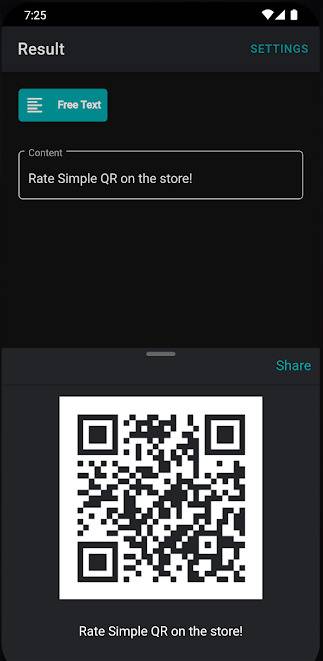 7:25
Result
SETTINGS
Free Text
Content
Rate Simple QR on the store!
Share
Rate Simple QR on the store!